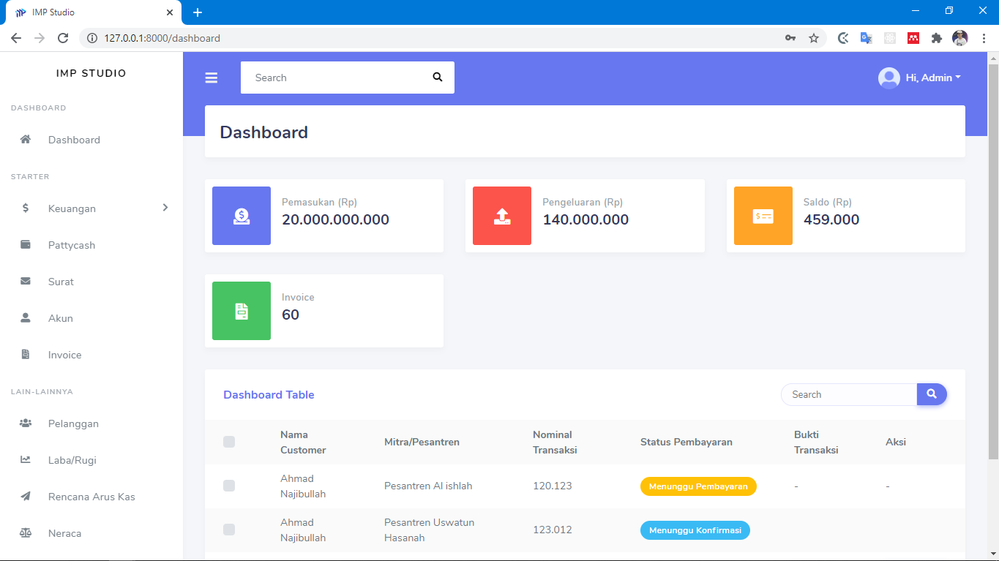 IMP Studio
127.0.0.1:8000/dashboard
IMP STUDIO
Search
Hi, Admin
DASHBOARD
Dashboard
STARTER
Keuangan
Pattycash
Surat
Akun
Invoice
LAIN-LAINNYA
Pelanggan
Laba/Rugi
Rencana Arus Kas
Neraca
Dashboard
Pemasukan (Rp)
20.000.000.000
Pengeluaran (Rp)
140.000.000
Saldo (Rp)
459.000
Invoice
60
Dashboard Table
Search
Nama Customer Mitra/Pesantren Nominal Transaksi Status Pembayaran Bukti Transaksi Aksi
Ahmad Najibullah Pesantren Al ishlah 120.123 Menunggu Pembayaran - -
Ahmad Najibullah Pesantren Uswatun Hasanah 123.012 Menunggu Konfirmasi